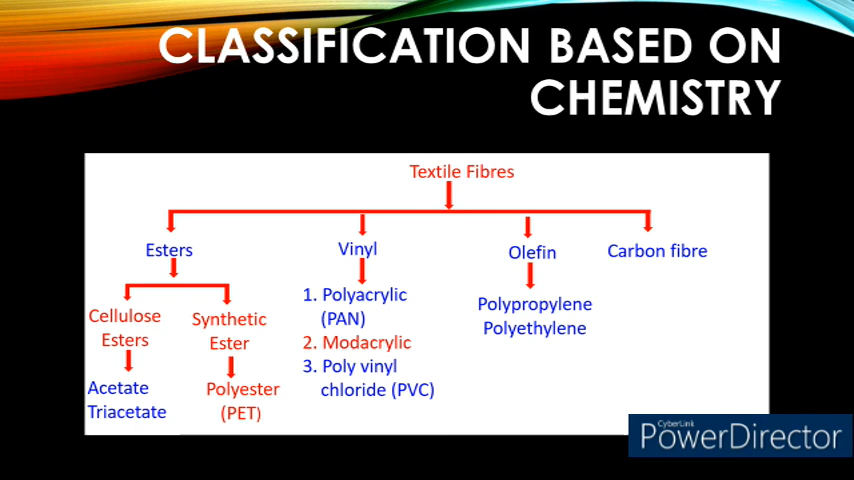 CLASSIFICATION BASED ON
CHEMISTRY
Textile Fibres
Esters
Vinyl
Olefin
Carbon fibre
Cellulose
Esters
Synthetic
Ester
Acetate
Triacetate
Polyester
(PET)
1. Polyacrylic
(PAN)
2. Modacrylic
3. Poly vinyl
chloride (PVC)
Polypropylene
Polyethylene
CyberLink
PowerDirector